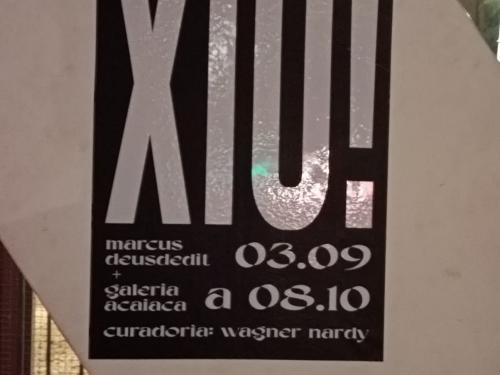 XIU!
marcus
deusdedit
+
galeria
acaiaca
03.09
a 08.10
curadoria: wagner nardy